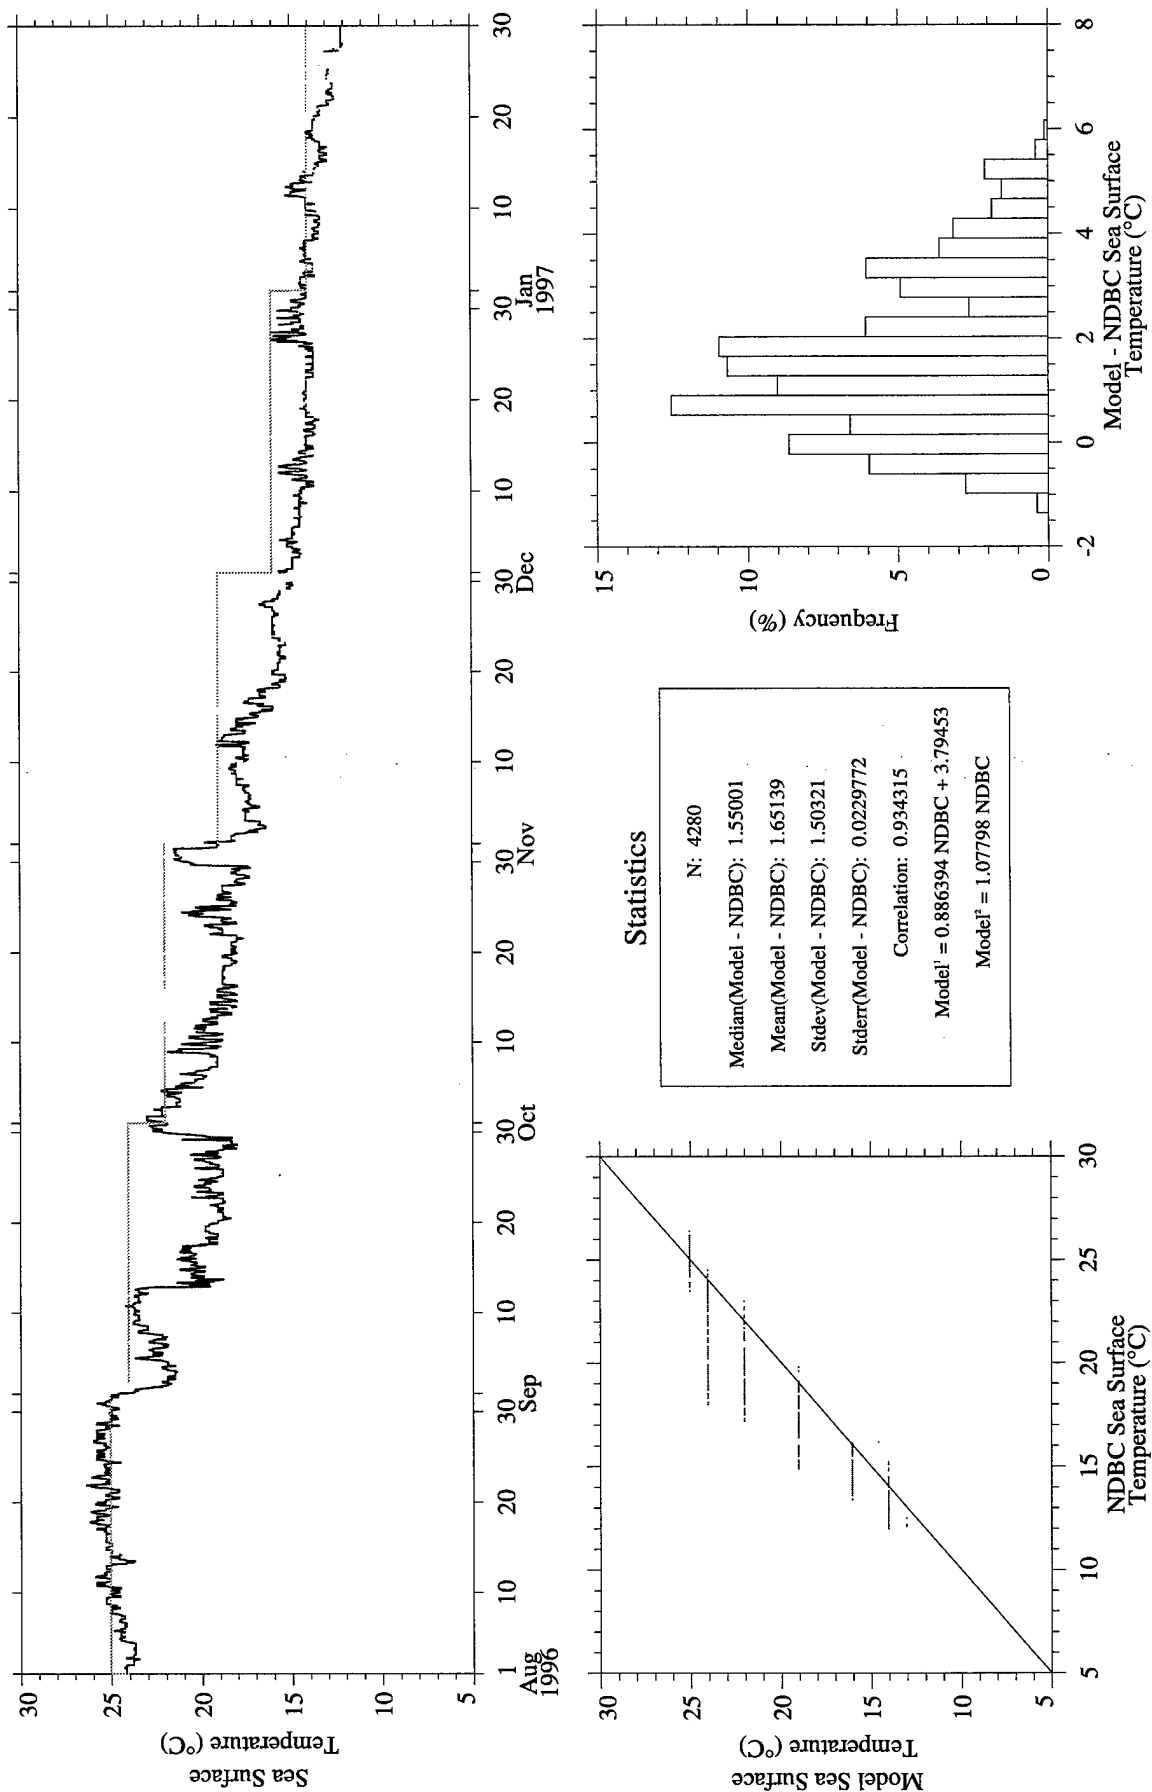 30
25
20
15
10
5
Sea Surface
Temperature (°C)
1
10
20
30
10
20
30
10
20
30
10
20
30
10
20
30
10
20
30
Aug
1996
Sep
Oct
Nov
Dec
Jan
1997
30
25
20
15
10
5
Model Sea Surface
Temperature (°C)
5
10
15
20
25
30
NDBC Sea Surface
Temperature (°C)
Statistics
N: 4280
Median(Model - NDBC): 1.55001
Mean(Model - NDBC): 1.65139
Stdev(Model - NDBC): 1.50321
Stderr(Model - NDBC): 0.0229772
Correlation: 0.934315
Model¹ = 0.886394 NDBC + 3.79453
Model² = 1.07798 NDBC
15
10
5
0
Frequency (%)
-2
0
2
4
6
8
Model - NDBC Sea Surface
Temperature (°C)